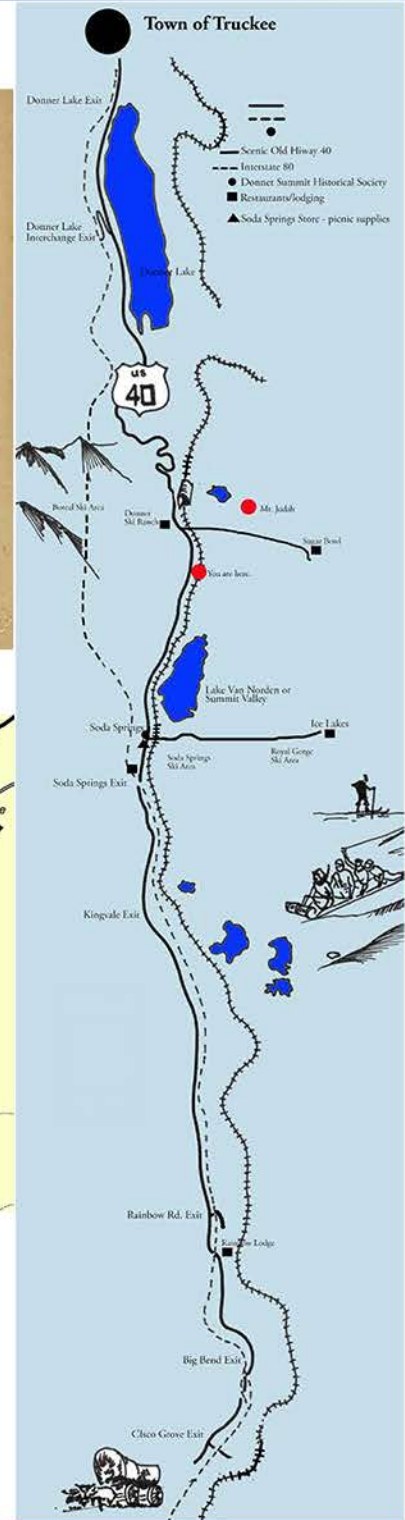 Town of Truckee
Donner Lake Exit
Scenic Old Hiway 40
Interstate 80
Donner Summit Historical Society
Restaurants/lodging
Soda Springs Store - picnic supplies
Donner Lake
Interchange Exit
Donner Lake
US
40
Boreal Ski Area
Donner
Ski Ranch
Mt. Judah
Sugar Bowl
You are here.
Lake Van Norden or
Summit Valley
Soda Springs
Ice Lakes
Soda Springs
Ski Area
Royal Gorge
Ski Area
Soda Springs Exit
Kingvale Exit
Rainbow Rd. Exit
Rainbow Lodge
Big Bend Exit
CIsco Grove Exit